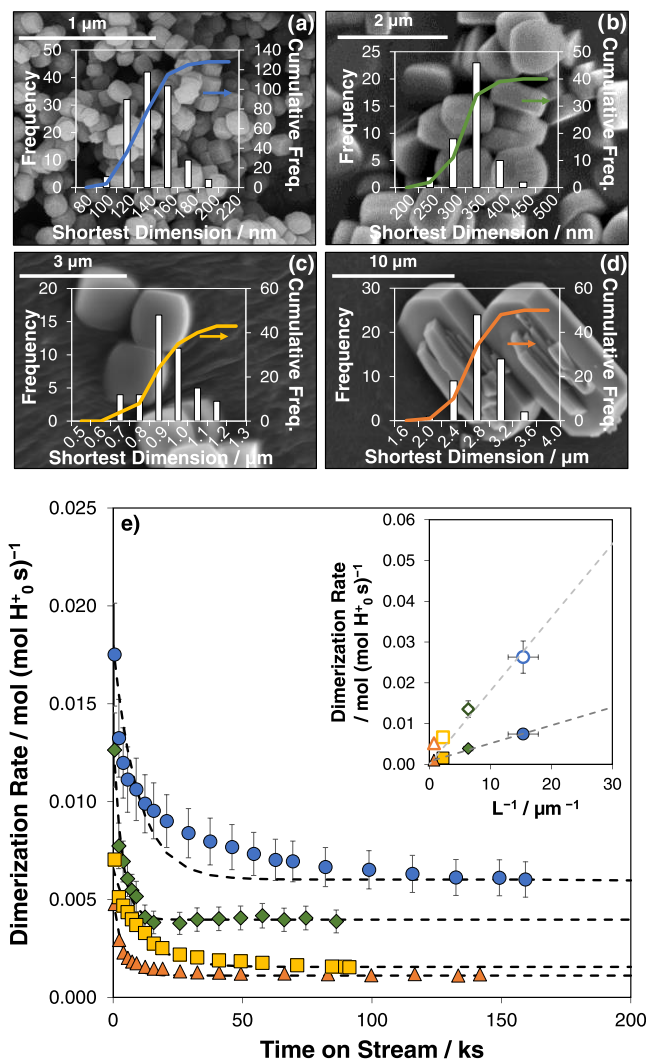 1 µm
(a)
Frequency
50
40
30
20
10
0
140
120
100
80
60
40
20
0
Cumulative Freq.
80 100 120 140 160 180 200 220
Shortest Dimension / nm
2 µm
(b)
Frequency
25
20
15
10
5
0
50
40
30
20
10
0
Cumulative Freq.
200 250 300 350 400 450 500
Shortest Dimension / nm
3 µm
(c)
Frequency
20
15
10
5
0
60
40
20
0
Cumulative Freq.
0.5 0.6 0.7 0.8 0.9 1.0 1.1 1.2 1.3
Shortest Dimension / µm
10 µm
(d)
Frequency
30
20
10
0
60
40
20
0
Cumulative Freq.
1.6 2.0 2.4 2.8 3.2 3.6 4.0
Shortest Dimension / µm
e)
Dimerization Rate / mol (mol H⁺₀ s)⁻¹
0.025
0.020
0.015
0.010
0.005
0.000
0 50 100 150 200
Time on Stream / ks
Dimerization Rate
/ mol (mol H⁺₀ s)⁻¹
0.06
0.05
0.04
0.03
0.02
0.01
0.00
0 10 20 30
L⁻¹ / µm⁻¹